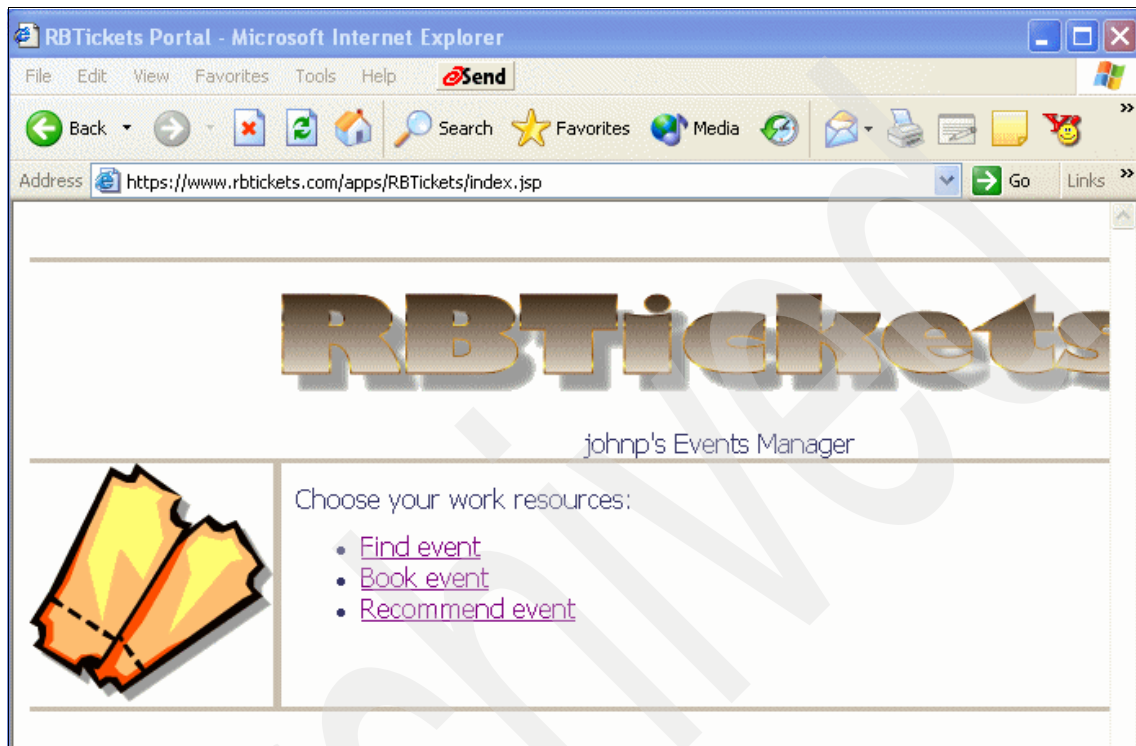 RBTickets Portal - Microsoft Internet Explorer
File Edit View Favorites Tools Help Send
Back Search Favorites Media
Address https://www.rbtickets.com/apps/RBTickets/index.jsp Go Links
RBTickets
johnp's Events Manager
Choose your work resources:
• Find event
• Book event
• Recommend event